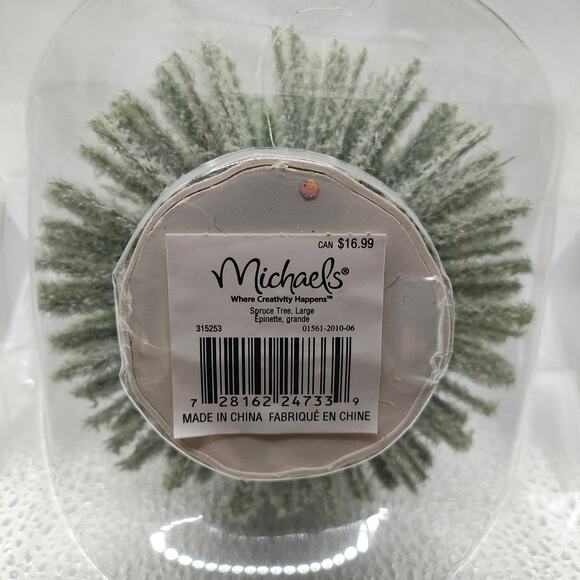 CAN $16.99
Michaels®
Where Creativity Happens™
Spruce Tree, Large
Épinette, grande
315253 01561-2010-06
7 28162 24733 9
MADE IN CHINA FABRIQUÉ EN CHINE